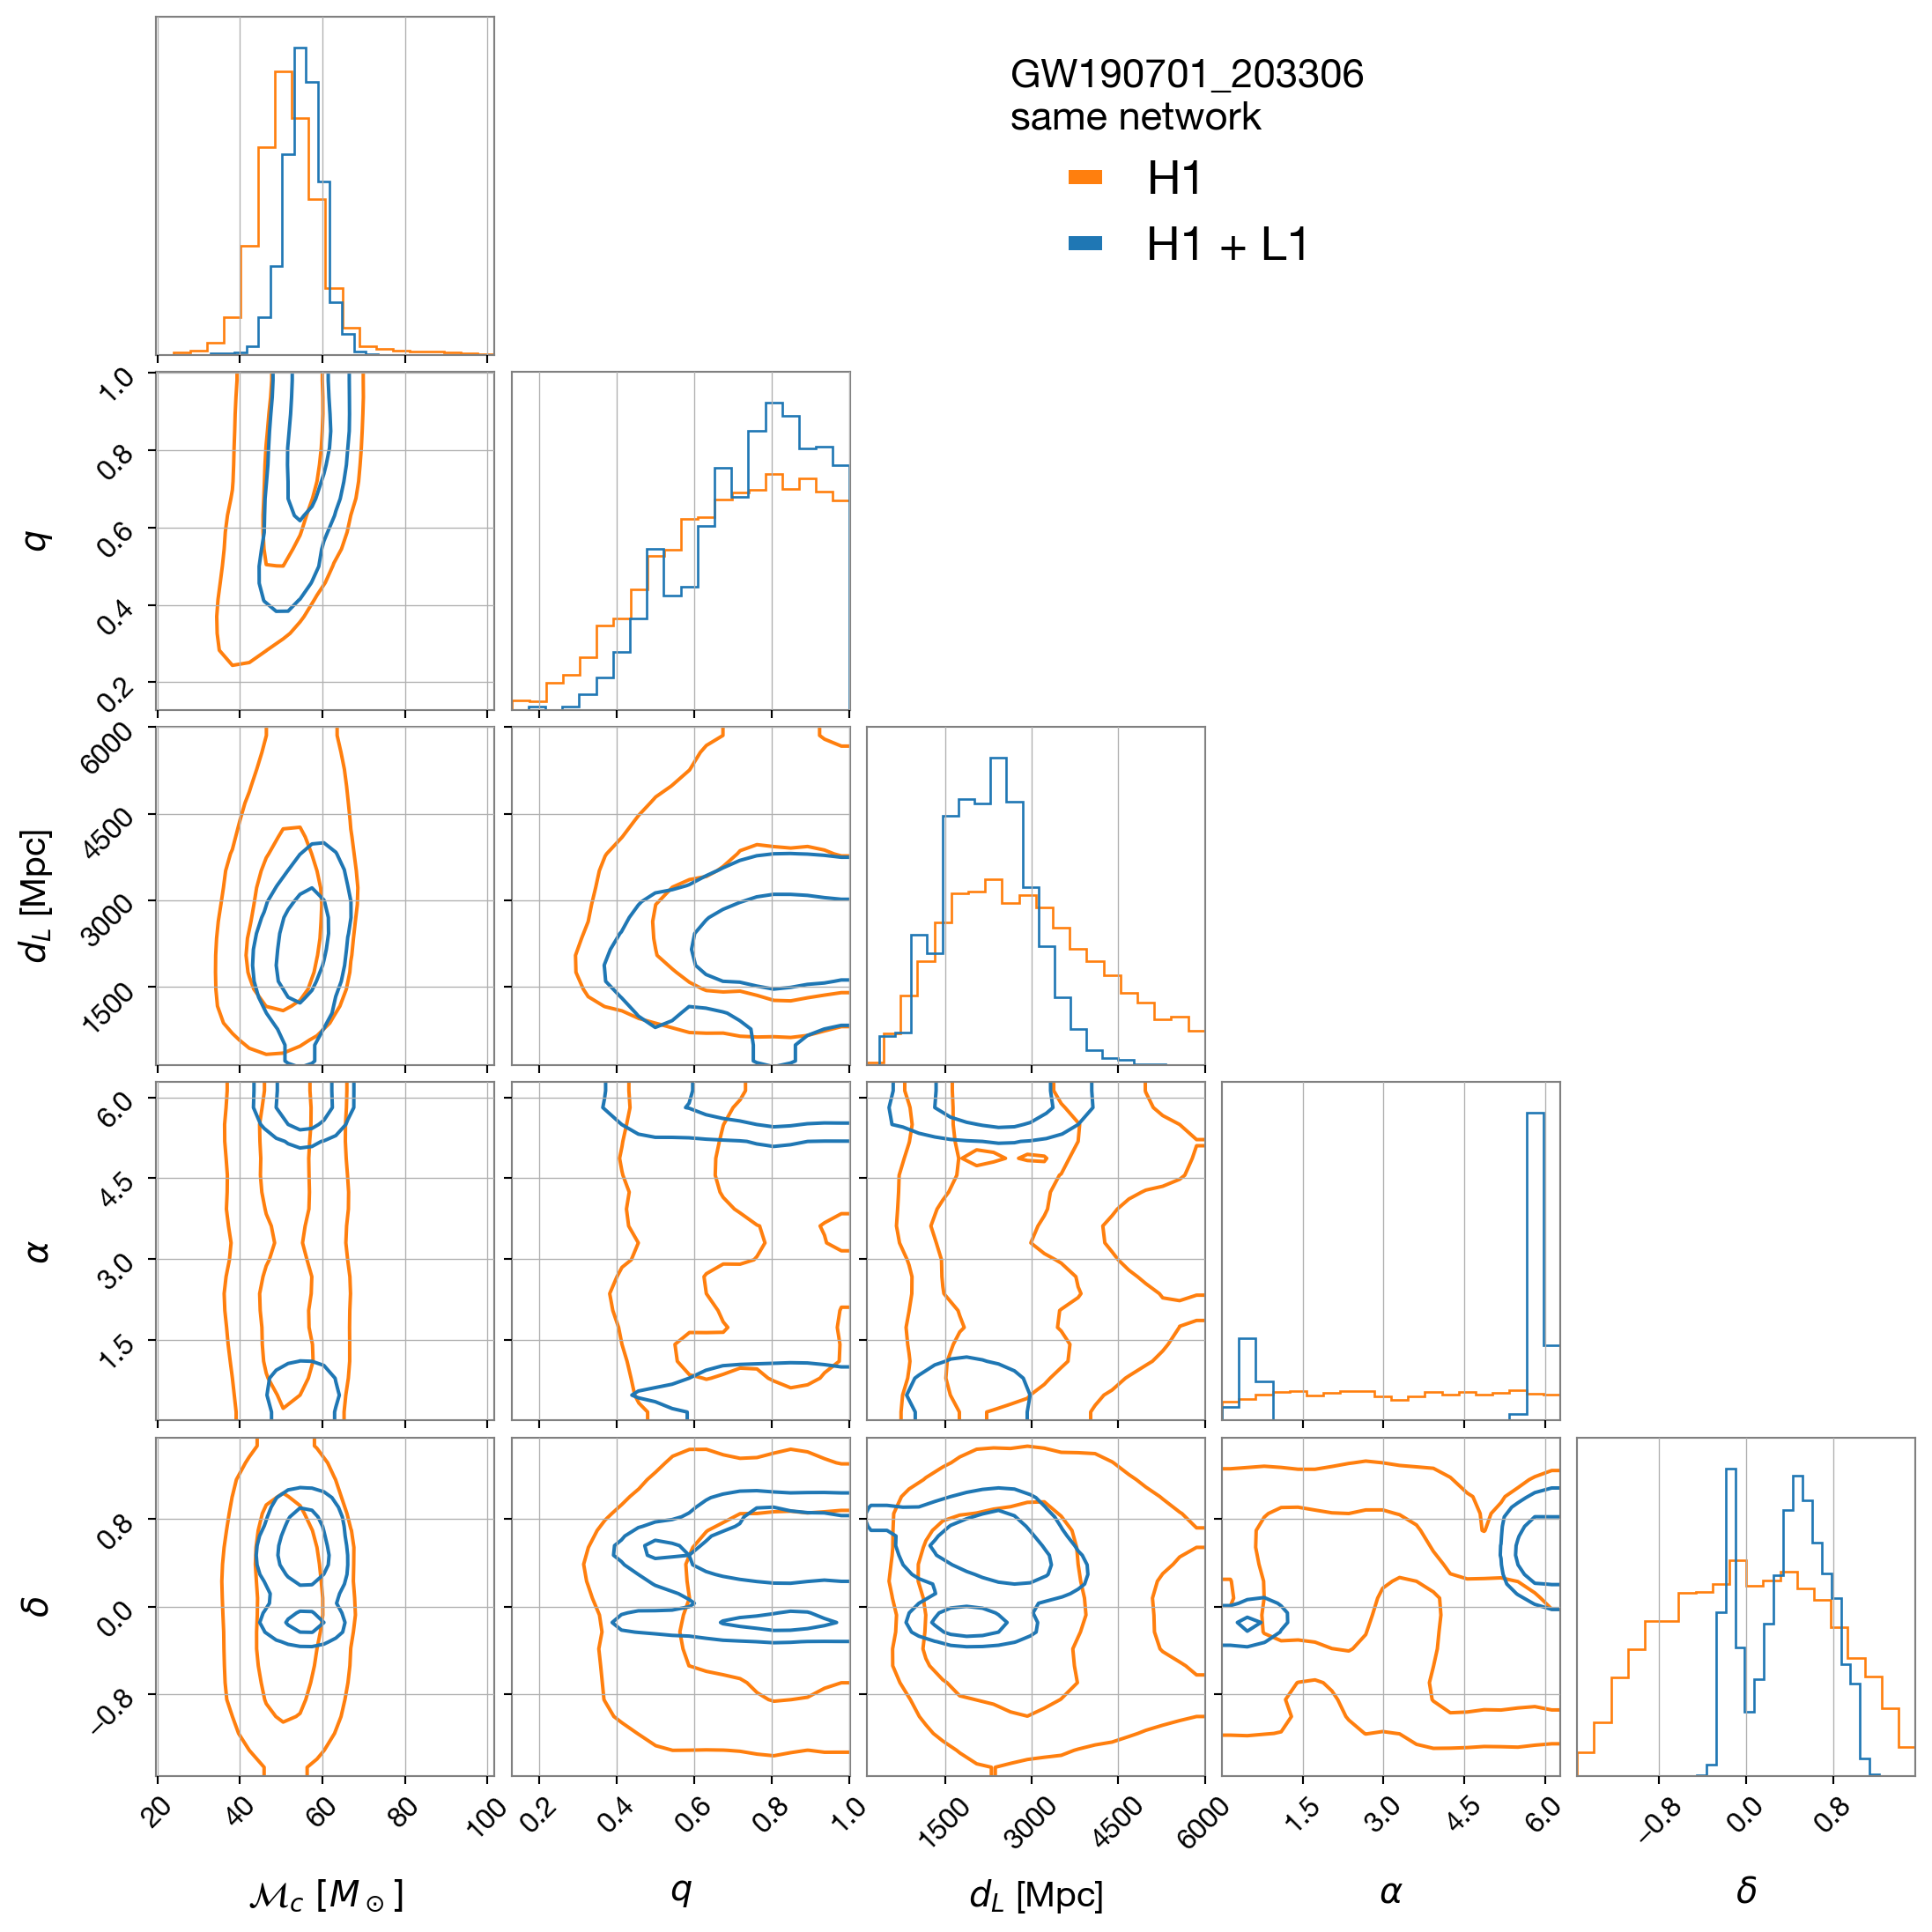 GW190701_203306
same network
H1
H1 + L1
1.0
0.8
0.6
0.4
0.2
q
6000
4500
3000
1500
d_L [Mpc]
6.0
4.5
3.0
1.5
α
0.8
0.0
−0.8
δ
20 40 60 80 100
0.2 0.4 0.6 0.8 1.0
1500 3000 4500 6000
1.5 3.0 4.5 6.0
−0.8 0.0 0.8
ℳ_c [M_⊙]
q
d_L [Mpc]
α
δ